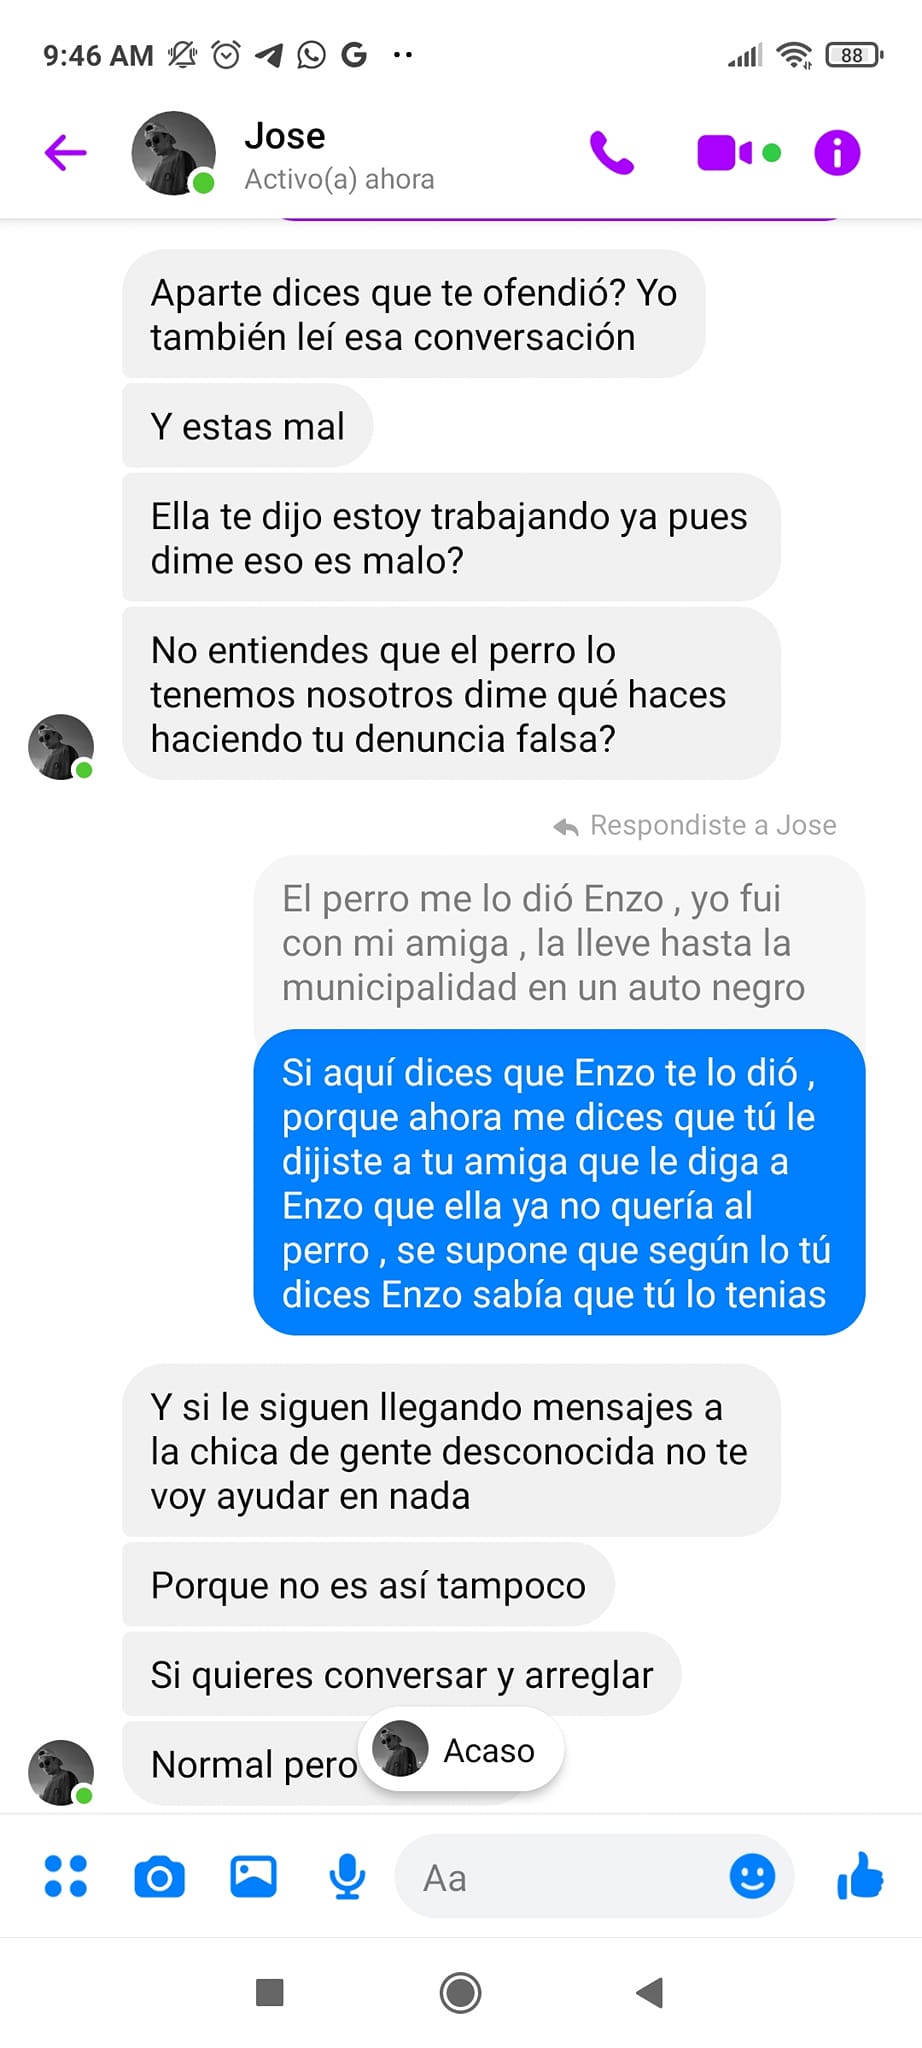 9:46 AM
88
Jose
Activo(a) ahora
Aparte dices que te ofendió? Yo
también leí esa conversación
Y estas mal
Ella te dijo estoy trabajando ya pues
dime eso es malo?
No entiendes que el perro lo
tenemos nosotros dime qué haces
haciendo tu denuncia falsa?
Respondiste a Jose
El perro me lo dió Enzo , yo fui
con mi amiga , la lleve hasta la
municipalidad en un auto negro
Si aquí dices que Enzo te lo dió ,
porque ahora me dices que tú le
dijiste a tu amiga que le diga a
Enzo que ella ya no quería al
perro , se supone que según lo tú
dices Enzo sabía que tú lo tenias
Y si le siguen llegando mensajes a
la chica de gente desconocida no te
voy ayudar en nada
Porque no es así tampoco
Si quieres conversar y arreglar
Normal pero
Acaso
Aa